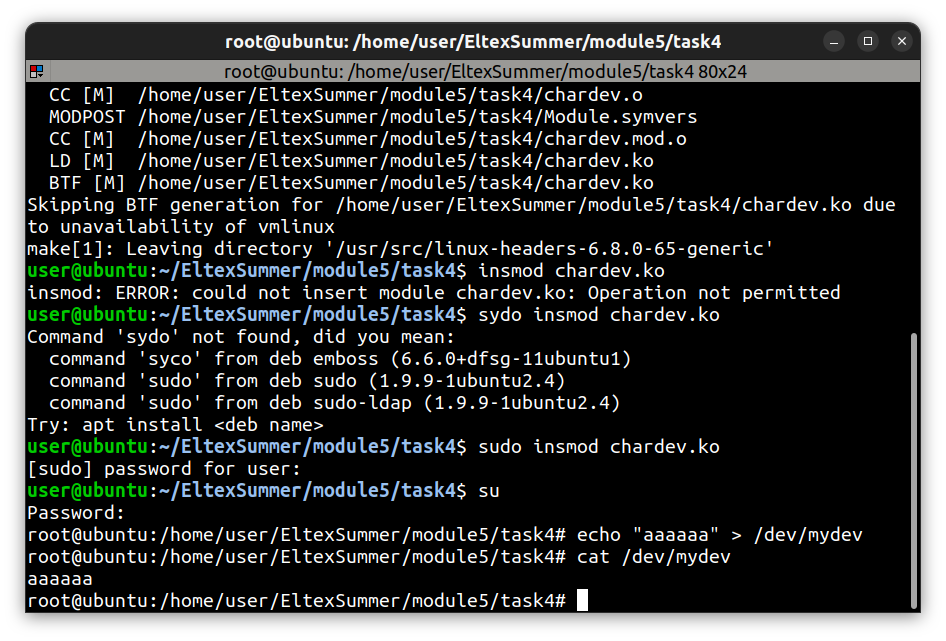 root@ubuntu: /home/user/EltexSummer/module5/task4
root@ubuntu: /home/user/EltexSummer/module5/task4 80x24
  CC [M]  /home/user/EltexSummer/module5/task4/chardev.o
  MODPOST /home/user/EltexSummer/module5/task4/Module.symvers
  CC [M]  /home/user/EltexSummer/module5/task4/chardev.mod.o
  LD [M]  /home/user/EltexSummer/module5/task4/chardev.ko
  BTF [M] /home/user/EltexSummer/module5/task4/chardev.ko
Skipping BTF generation for /home/user/EltexSummer/module5/task4/chardev.ko due
to unavailability of vmlinux
make[1]: Leaving directory '/usr/src/linux-headers-6.8.0-65-generic'
user@ubuntu:~/EltexSummer/module5/task4$ insmod chardev.ko
insmod: ERROR: could not insert module chardev.ko: Operation not permitted
user@ubuntu:~/EltexSummer/module5/task4$ sydo insmod chardev.ko
Command 'sydo' not found, did you mean:
  command 'syco' from deb emboss (6.6.0+dfsg-11ubuntu1)
  command 'sudo' from deb sudo (1.9.9-1ubuntu2.4)
  command 'sudo' from deb sudo-ldap (1.9.9-1ubuntu2.4)
Try: apt install <deb name>
user@ubuntu:~/EltexSummer/module5/task4$ sudo insmod chardev.ko
[sudo] password for user:
user@ubuntu:~/EltexSummer/module5/task4$ su
Password:
root@ubuntu:/home/user/EltexSummer/module5/task4# echo "aaaaaa" > /dev/mydev
root@ubuntu:/home/user/EltexSummer/module5/task4# cat /dev/mydev
aaaaaa
root@ubuntu:/home/user/EltexSummer/module5/task4#